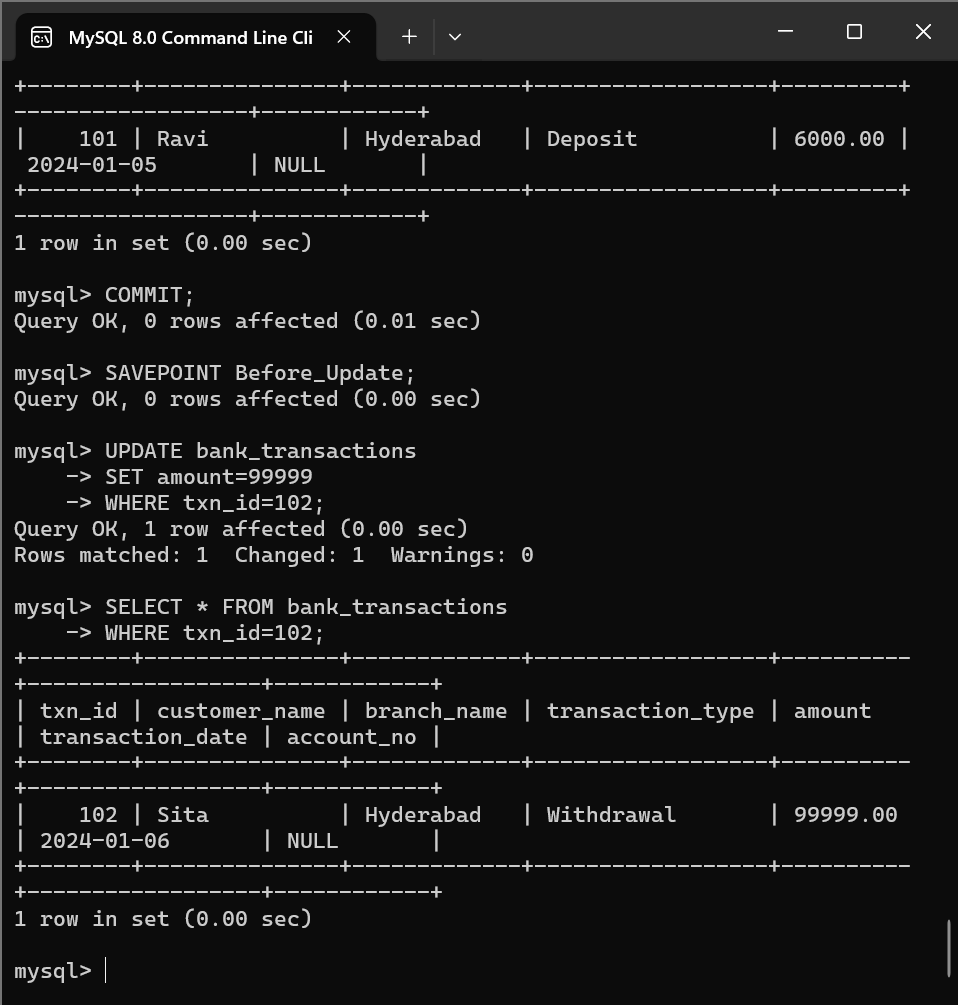 MySQL 8.0 Command Line Cli
+--------+---------------+-------------+------------------+---------+
------------------+------------+
|    101 | Ravi          | Hyderabad   | Deposit          | 6000.00 |
 2024-01-05       | NULL       |
+--------+---------------+-------------+------------------+---------+
------------------+------------+
1 row in set (0.00 sec)
mysql> COMMIT;
Query OK, 0 rows affected (0.01 sec)
mysql> SAVEPOINT Before_Update;
Query OK, 0 rows affected (0.00 sec)
mysql> UPDATE bank_transactions
    -> SET amount=99999
    -> WHERE txn_id=102;
Query OK, 1 row affected (0.00 sec)
Rows matched: 1  Changed: 1  Warnings: 0
mysql> SELECT * FROM bank_transactions
    -> WHERE txn_id=102;
+--------+---------------+-------------+------------------+----------
+------------------+------------+
| txn_id | customer_name | branch_name | transaction_type | amount
| transaction_date | account_no |
+--------+---------------+-------------+------------------+----------
+------------------+------------+
|    102 | Sita          | Hyderabad   | Withdrawal       | 99999.00
| 2024-01-06       | NULL       |
+--------+---------------+-------------+------------------+----------
+------------------+------------+
1 row in set (0.00 sec)
mysql>